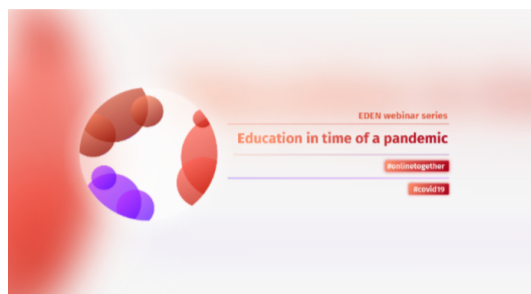 EDEN webinar series
Education in time of a pandemic
#onlinetogether
#covid19